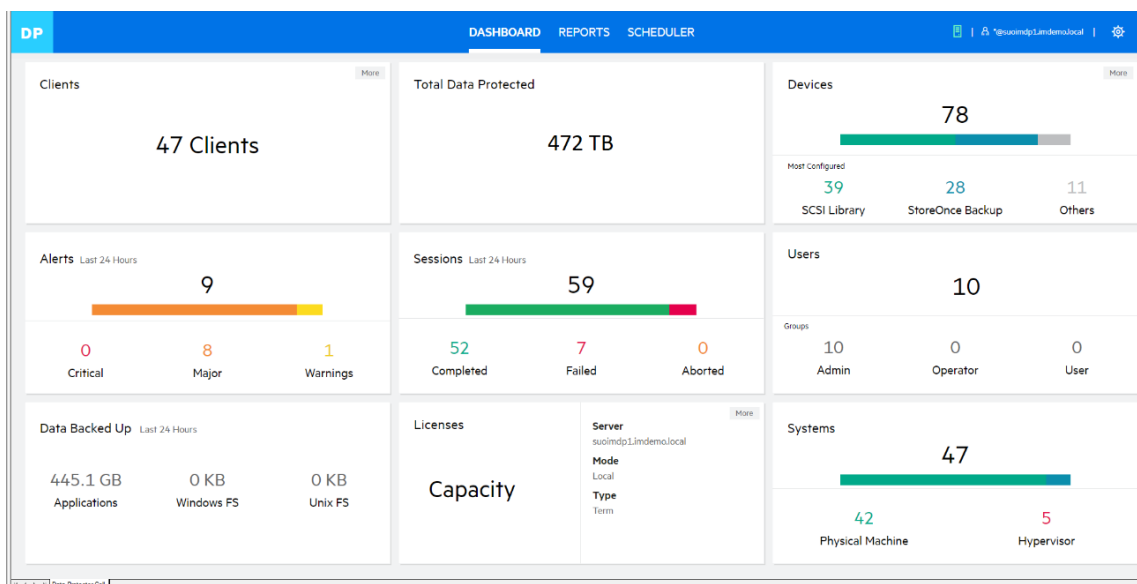 DP
DASHBOARD REPORTS SCHEDULER
| *@suoimdp1.imdemo.local |
Clients More
47 Clients
Total Data Protected
472 TB
Devices More
78
Most Configured
39 28 11
SCSI Library StoreOnce Backup Others
Alerts Last 24 Hours
9
0 8 1
Critical Major Warnings
Sessions Last 24 Hours
59
52 7 0
Completed Failed Aborted
Users
10
Groups
10 0 0
Admin Operator User
Data Backed Up Last 24 Hours
445.1 GB 0 KB 0 KB
Applications Windows FS Unix FS
Licenses More
Capacity
Server
suoimdp1.imdemo.local
Mode
Local
Type
Term
Systems
47
42 5
Physical Machine Hypervisor